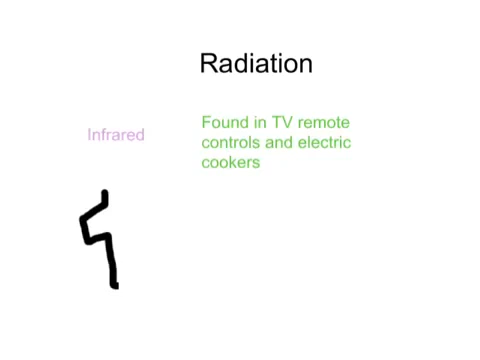 Radiation
Infrared
Found in TV remote
controls and electric
cookers